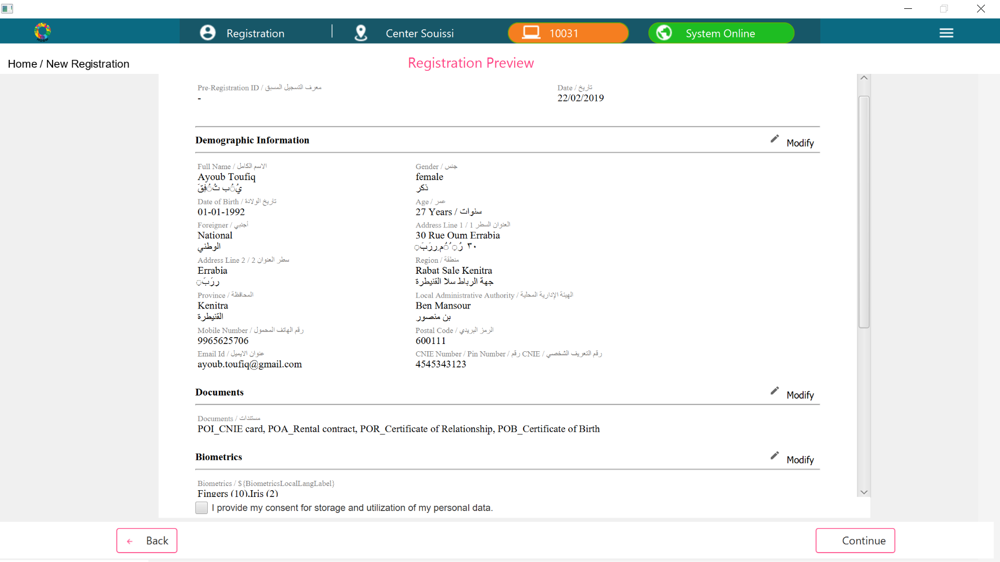 Registration
Center Souissi
10031
System Online
Home / New Registration
Registration Preview
Pre-Registration ID / معرف التسجيل المسبق
-
Date / تاريخ
22/02/2019
Demographic Information
Modify
Full Name / الاسم الكامل
Ayoub Toufiq
Gender / جنس
female
ذكر
Date of Birth / تاريخ الولادة
01-01-1992
Age / عمر
27 Years / سنوات
Foreigner / أجنبي
National
الوطني
Address Line 1 / العنوان السطر 1
30 Rue Oum Errabia
٣٠
Address Line 2 / سطر العنوان 2
Errabia
Region / منطقة
Rabat Sale Kenitra
جهة الرباط سلا القنيطرة
Province / المحافظة
Kenitra
القنيطرة
Local Administrative Authority / الهيئة الإدارية المحلية
Ben Mansour
بن منصور
Mobile Number / رقم الهاتف المحمول
9965625706
Postal Code / الرمز البريدي
600111
Email Id / عنوان الايميل
ayoub.toufiq@gmail.com
CNIE Number / Pin Number / رقم CNIE / رقم التعريف الشخصي
4545343123
Documents
Modify
Documents / مستندات
POI_CNIE card, POA_Rental contract, POR_Certificate of Relationship, POB_Certificate of Birth
Biometrics
Modify
Biometrics / ${BiometricsLocalLangLabel}
Fingers (10),Iris (2)
I provide my consent for storage and utilization of my personal data.
Back
Continue